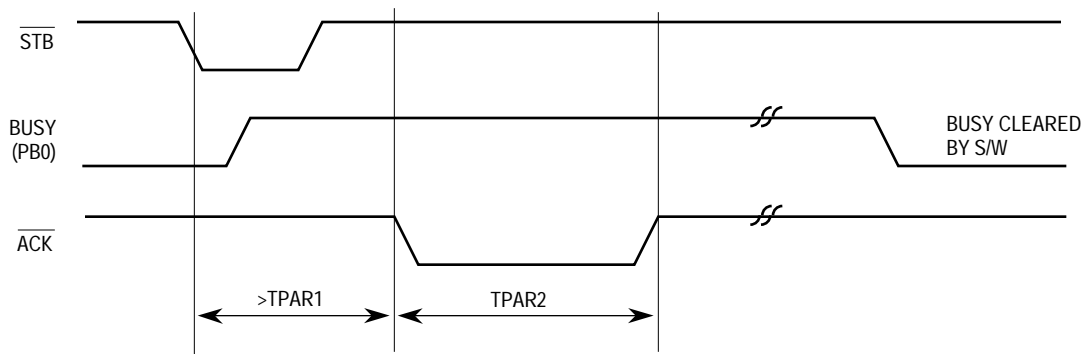 STB
BUSY
(PB0)
BUSY CLEARED
BY S/W
ACK
>TPAR1
TPAR2